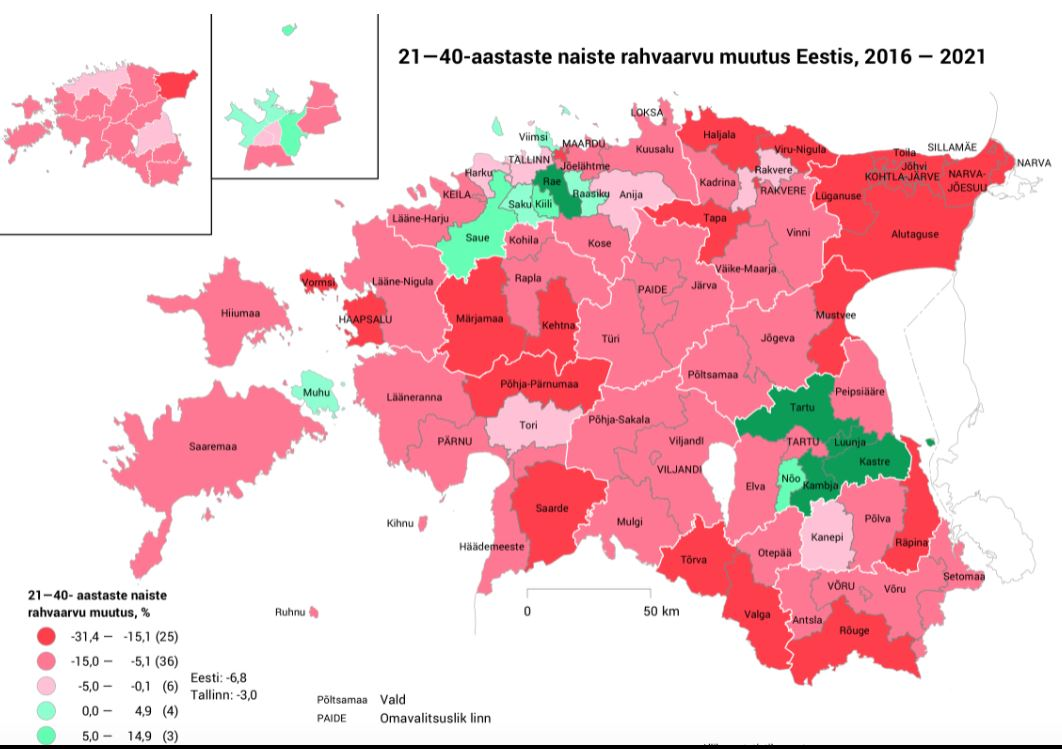 21—40-aastaste naiste rahvaarvu muutus Eestis, 2016 — 2021
LOKSA
Viimsi
MAARDU
Kuusalu
Haljala
Viru-Nigula
Toila
SILLAMÄE
NARVA
TALLINN
Jõelähtme
Harku
Rae
Raasiku
Anija
Kadrina
Rakvere
RAKVERE
Jõhvi
KOHTLA-JÄRVE
NARVA-
JÕESUU
KEILA
Saku
Kiili
Lüganuse
Lääne-Harju
Saue
Kohila
Kose
Tapa
Vinni
Alutaguse
Vormsi
Lääne-Nigula
Rapla
PAIDE
Järva
Väike-Maarja
Hiiumaa
HAAPSALU
Märjamaa
Kehtna
Türi
Jõgeva
Mustvee
Muhu
Lääneranna
Põhja-Pärnumaa
Põltsamaa
Peipsiääre
Tartu
Tori
Põhja-Sakala
Saaremaa
PÄRNU
Viljandi
TARTU
Luunja
VILJANDI
Kastre
Nõo
Kambja
Elva
Kihnu
Saarde
Mulgi
Kanepi
Põlva
Räpina
Häädemeeste
Tõrva
Otepää
Setomaa
VÕRU
Võru
Ruhnu
Valga
Antsla
Rõuge
0 50 km
21—40- aastaste naiste
rahvaarvu muutus, %
-31,4 — -15,1 (25)
-15,0 — -5,1 (36)
-5,0 — -0,1 (6)
0,0 — 4,9 (4)
5,0 — 14,9 (3)
Eesti: -6,8
Tallinn: -3,0
Põltsamaa Vald
PAIDE Omavalitsuslik linn